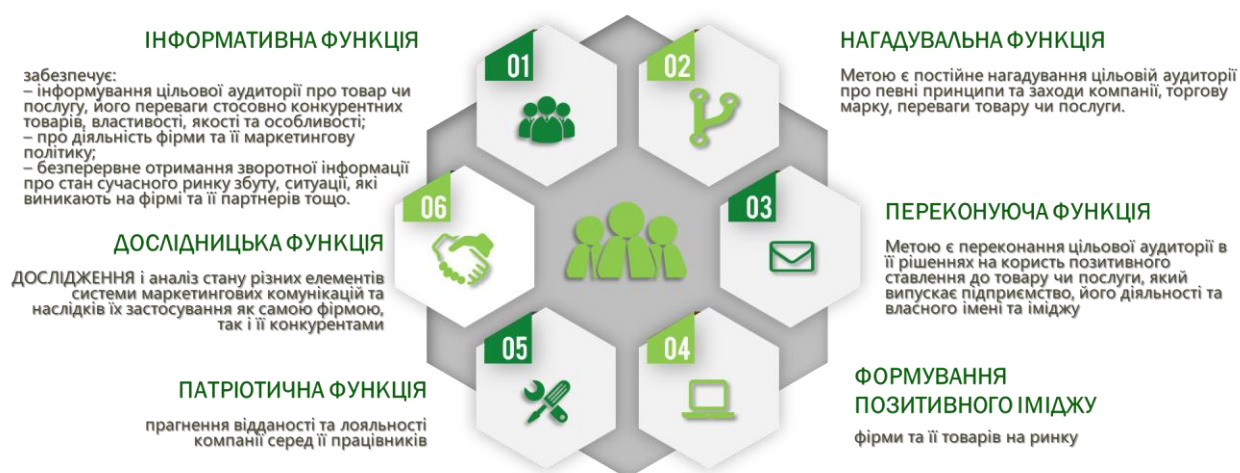 ІНФОРМАТИВНА ФУНКЦІЯ
забезпечує:
– інформування цільової аудиторії про товар чи
послугу, його переваги стосовно конкурентних
товарів, властивості, якості та особливості;
– про діяльність фірми та її маркетингову
політику;
– безперервне отримання зворотної інформації
про стан сучасного ринку збуту, ситуації, які
виникають на фірмі та її партнерів тощо.
01
02
НАГАДУВАЛЬНА ФУНКЦІЯ
Метою є постійне нагадування цільовій аудиторії
про певні принципи та заходи компанії, торгову
марку, переваги товару чи послуги.
03
ПЕРЕКОНУЮЧА ФУНКЦІЯ
Метою є переконання цільової аудиторії в
її рішеннях на користь позитивного
ставлення до товару чи послуги, який
випускає підприємство, його діяльності та
власного імені та іміджу
04
ФОРМУВАННЯ
ПОЗИТИВНОГО ІМІДЖУ
фірми та її товарів на ринку
05
ПАТРІОТИЧНА ФУНКЦІЯ
прагнення відданості та лояльності
компанії серед її працівників
06
ДОСЛІДНИЦЬКА ФУНКЦІЯ
ДОСЛІДЖЕННЯ і аналіз стану різних елементів
системи маркетингових комунікацій та
наслідків їх застосування як самою фірмою,
так і її конкурентами